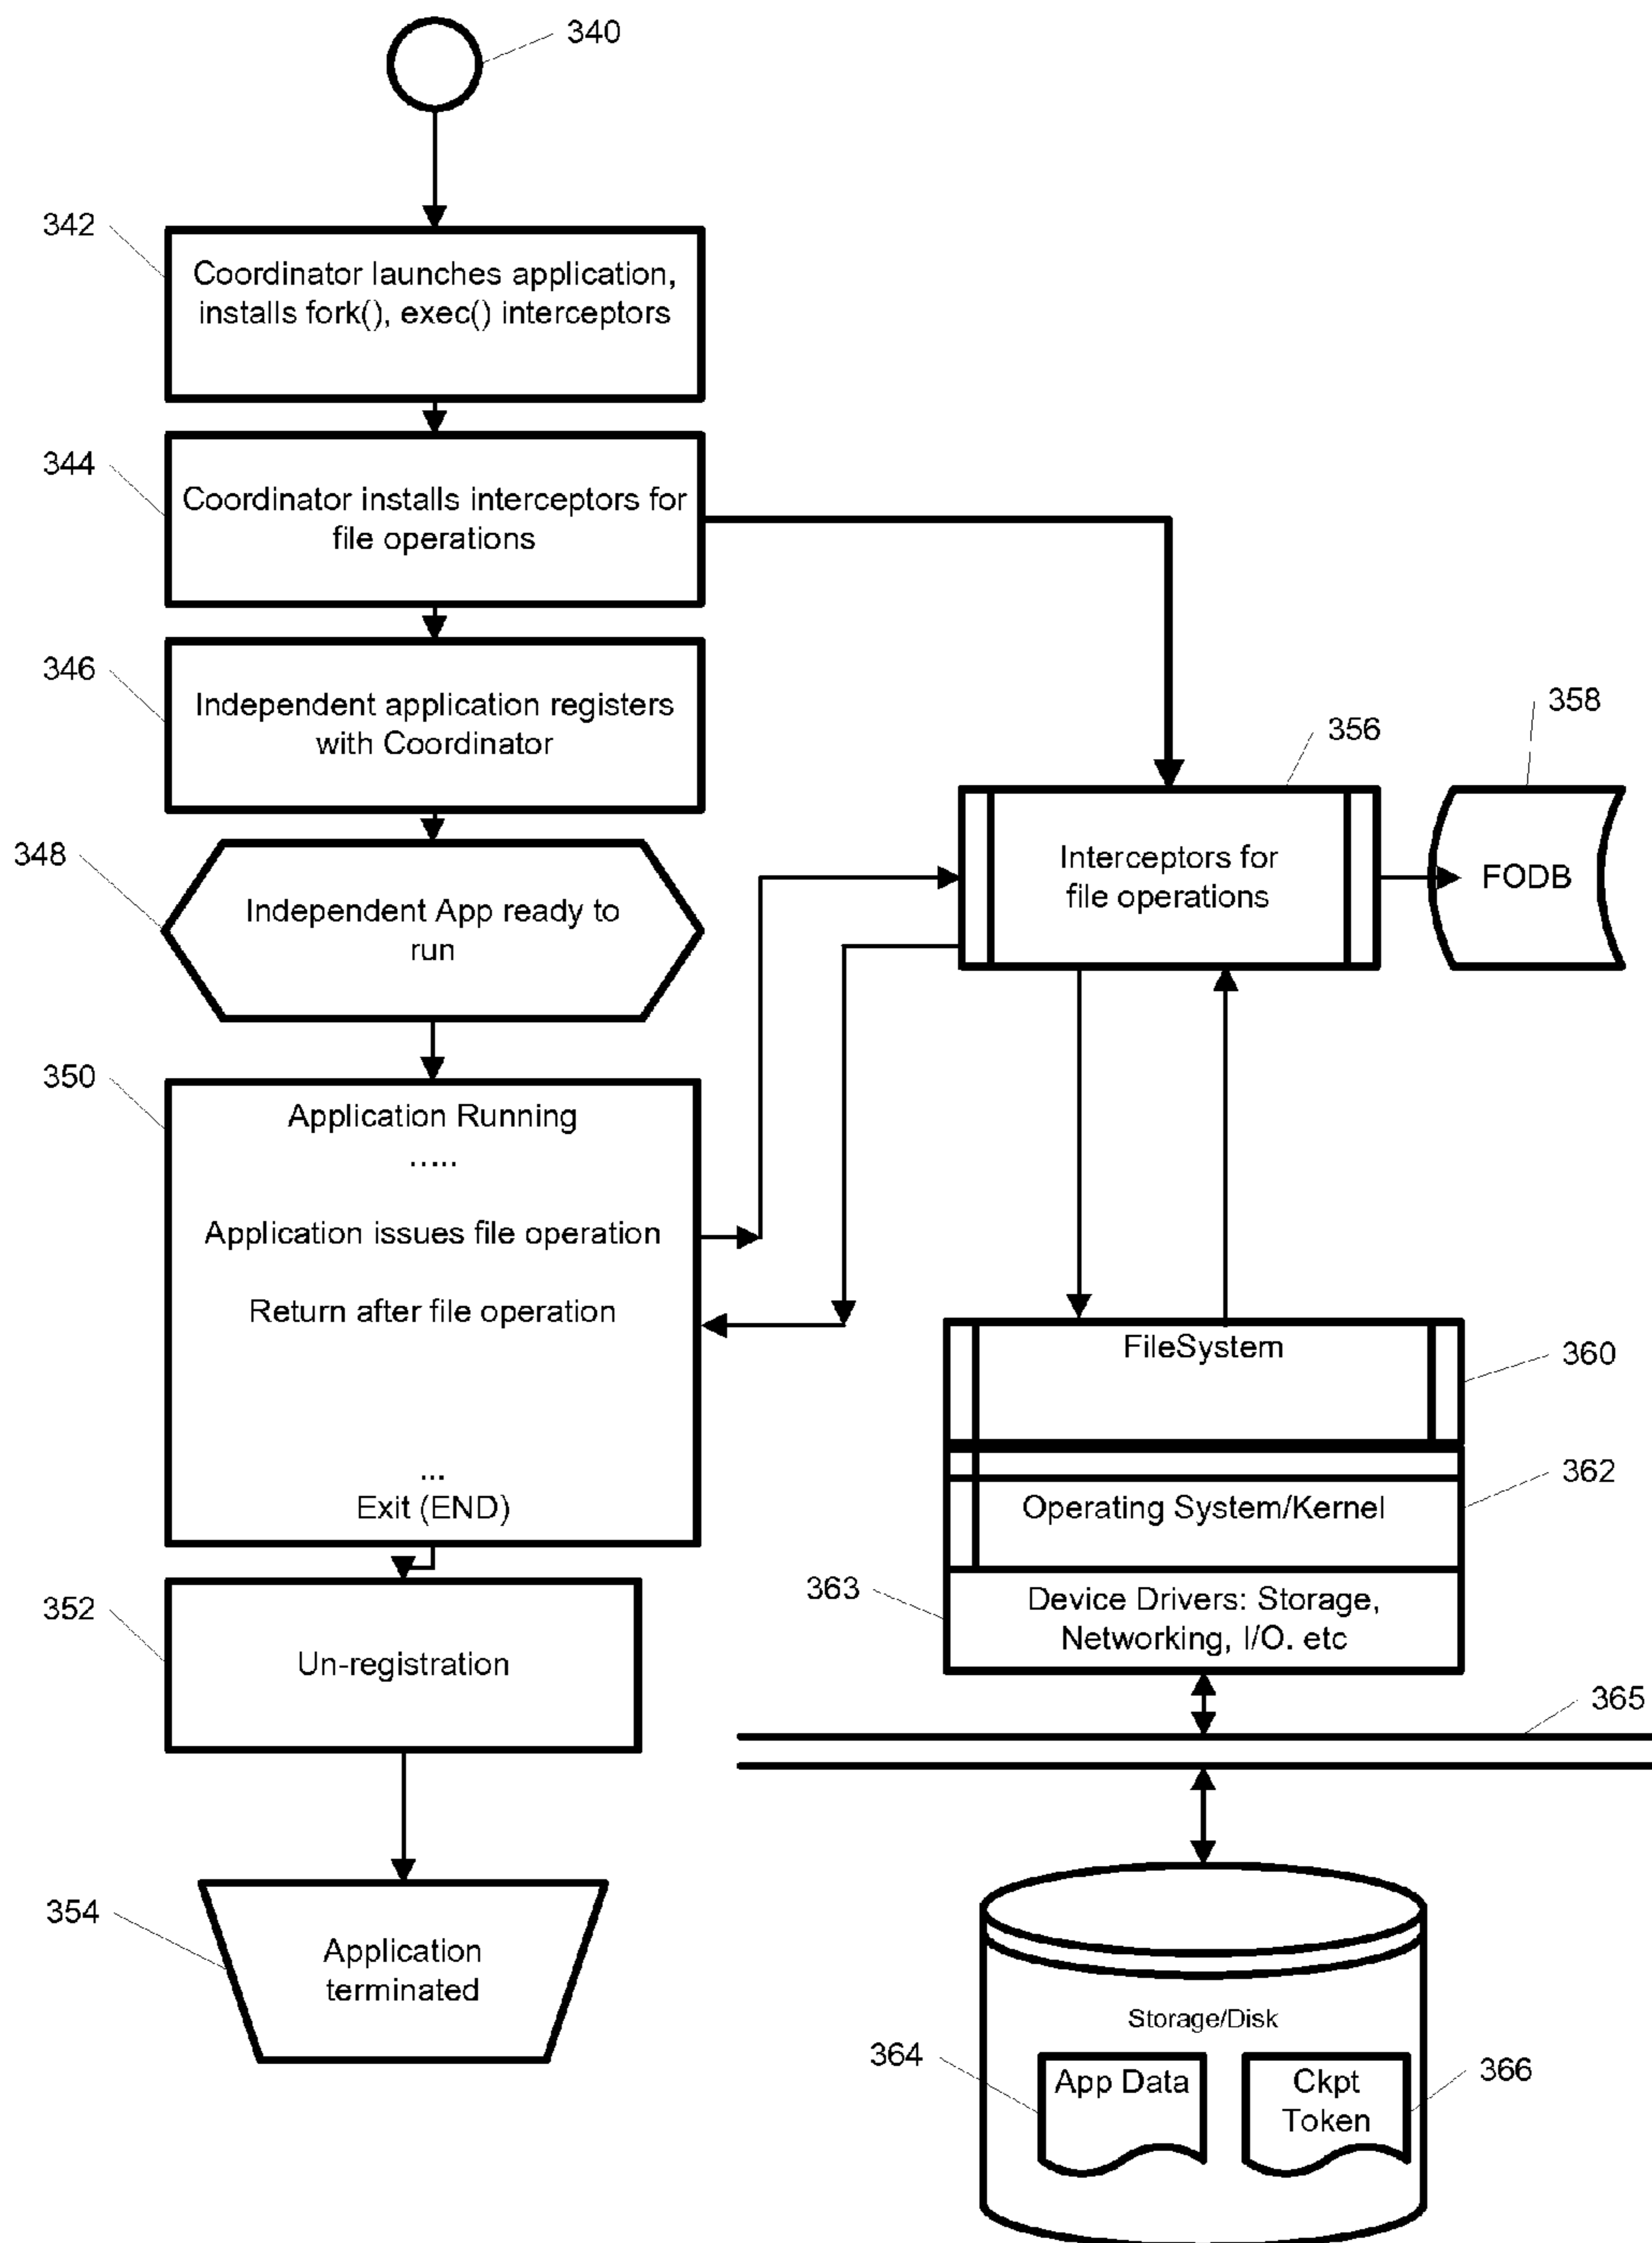 340
342
Coordinator launches application,
installs fork(), exec() interceptors
344
Coordinator installs interceptors for
file operations
346
Independent application registers
with Coordinator
358
356
348
Independent App ready to
run
Interceptors for
file operations
FODB
350
Application Running
.....
Application issues file operation
Return after file operation
...
Exit (END)
FileSystem
360
362
Operating System/Kernel
363
Device Drivers: Storage,
Networking, I/O. etc
352
Un-registration
365
354
Application
terminated
Storage/Disk
364
App Data
Ckpt
Token
366